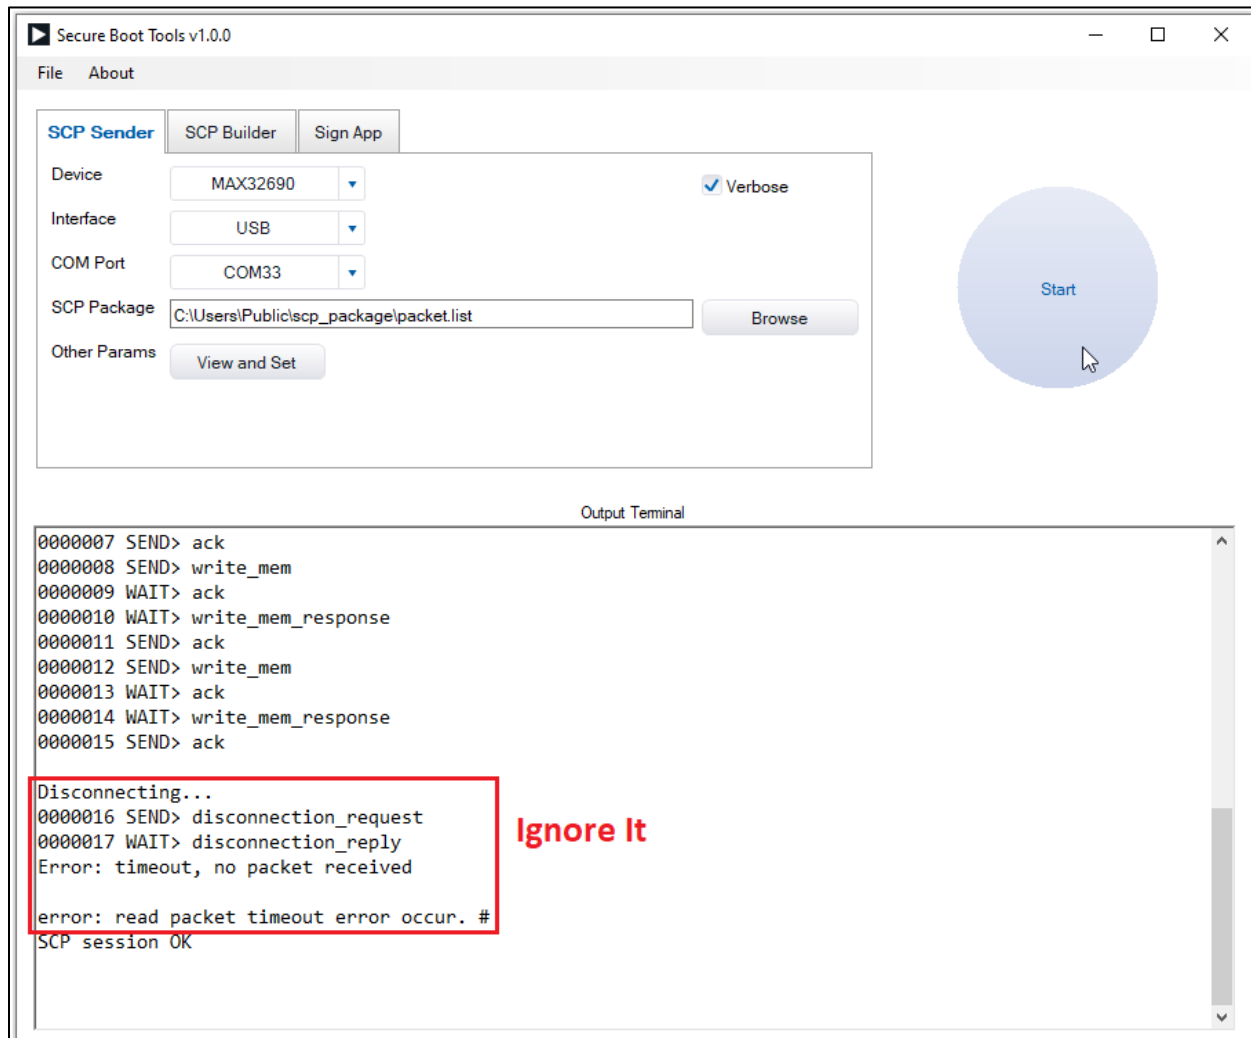 Secure Boot Tools v1.0.0
File About
SCP Sender SCP Builder Sign App
Device MAX32690 Verbose
Interface USB
COM Port COM33
SCP Package C:\Users\Public\scp_package\packet.list Browse
Other Params View and Set
Start
Output Terminal
0000007 SEND> ack
0000008 SEND> write_mem
0000009 WAIT> ack
0000010 WAIT> write_mem_response
0000011 SEND> ack
0000012 SEND> write_mem
0000013 WAIT> ack
0000014 WAIT> write_mem_response
0000015 SEND> ack
Disconnecting...
0000016 SEND> disconnection_request
0000017 WAIT> disconnection_reply
Error: timeout, no packet received
error: read packet timeout error occur. #
SCP session OK
Ignore It